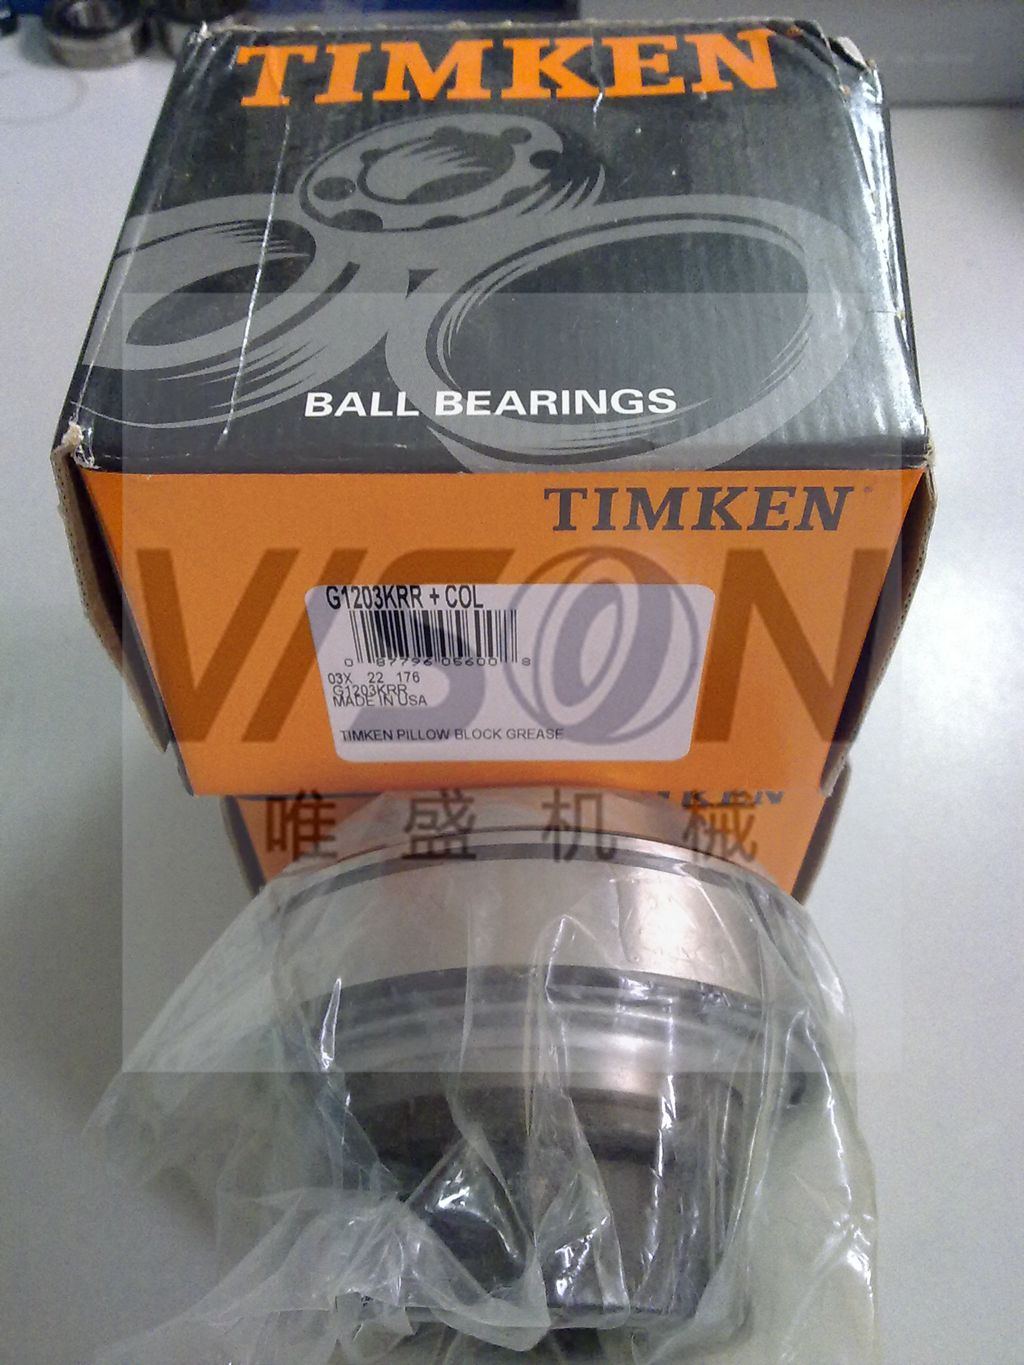 TIMKEN
BALL BEARINGS
TIMKEN
VISON
G1203KRR + COL
0 87796 05600 8
03X 22 176
G1203KRR
MADE IN USA
TIMKEN PILLOW BLOCK GREASE
TIMKEN
唯盛机械